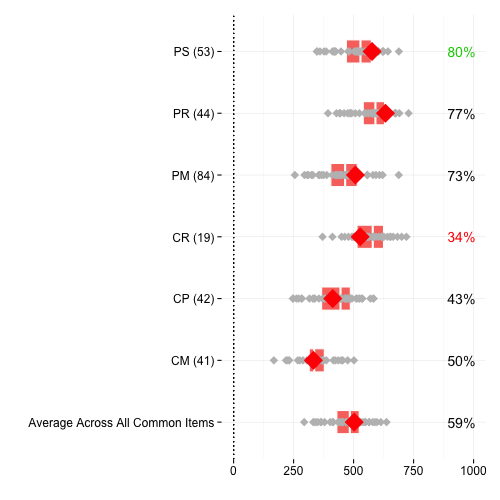 PS (53) 80%
PR (44) 77%
PM (84) 73%
CR (19) 34%
CP (42) 43%
CM (41) 50%
Average Across All Common Items 59%
0 250 500 750 1000